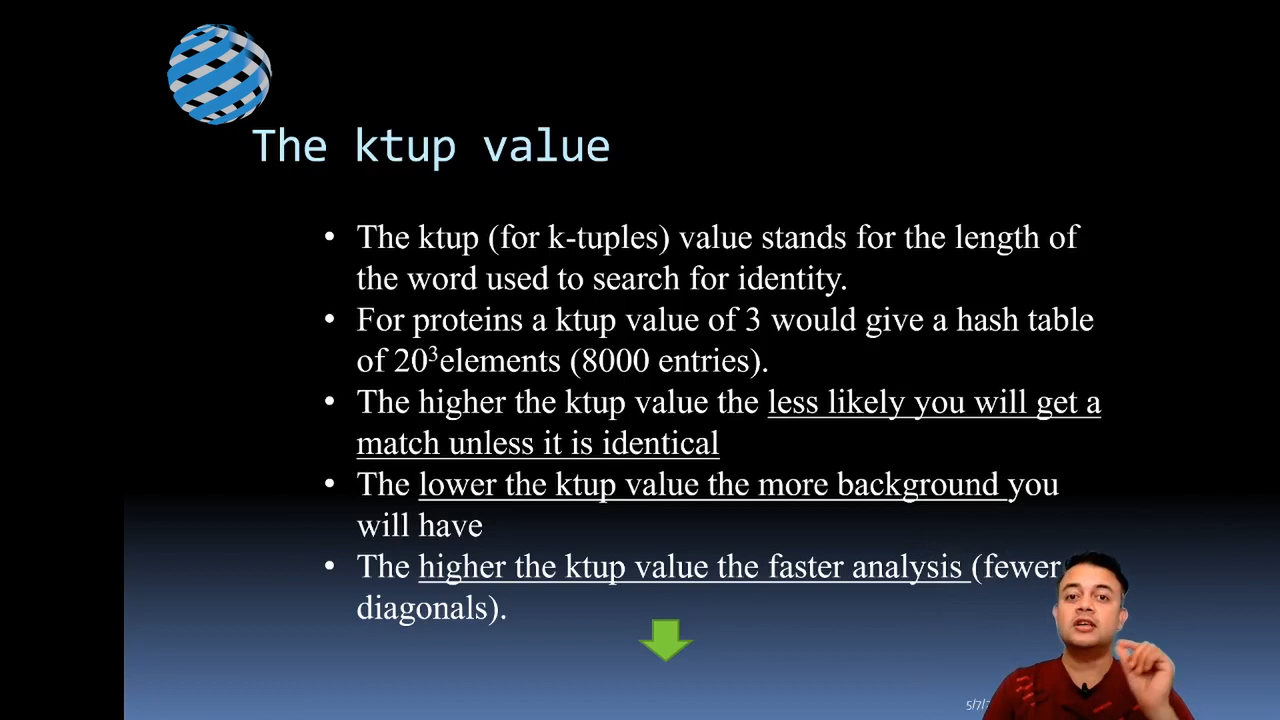 The ktup value
• The ktup (for k-tuples) value stands for the length of
the word used to search for identity.
• For proteins a ktup value of 3 would give a hash table
of 20³elements (8000 entries).
• The higher the ktup value the less likely you will get a
match unless it is identical
• The lower the ktup value the more background you
will have
• The higher the ktup value the faster analysis (fewer
diagonals).
5/7/